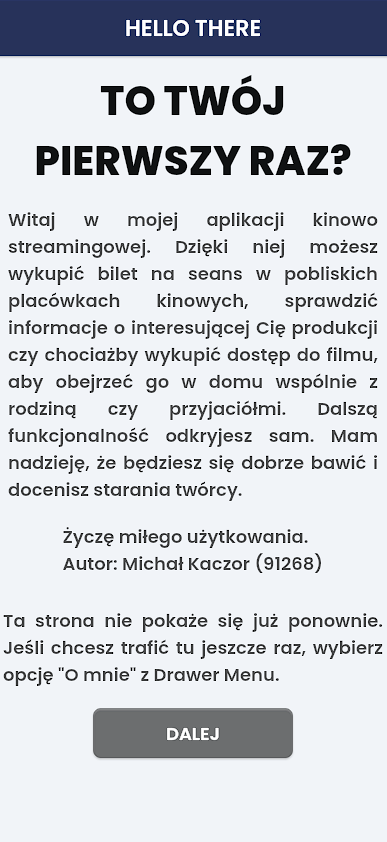 HELLO THERE
TO TWÓJ
PIERWSZY RAZ?
Witaj w mojej aplikacji kinowo
streamingowej. Dzięki niej możesz
wykupić bilet na seans w pobliskich
placówkach kinowych, sprawdzić
informacje o interesującej Cię produkcji
czy chociażby wykupić dostęp do filmu,
aby obejrzeć go w domu wspólnie z
rodziną czy przyjaciółmi. Dalszą
funkcjonalność odkryjesz sam. Mam
nadzieję, że będziesz się dobrze bawić i
docenisz starania twórcy.
Życzę miłego użytkowania.
Autor: Michał Kaczor (91268)
Ta strona nie pokaże się już ponownie.
Jeśli chcesz trafić tu jeszcze raz, wybierz
opcję "O mnie" z Drawer Menu.
DALEJ